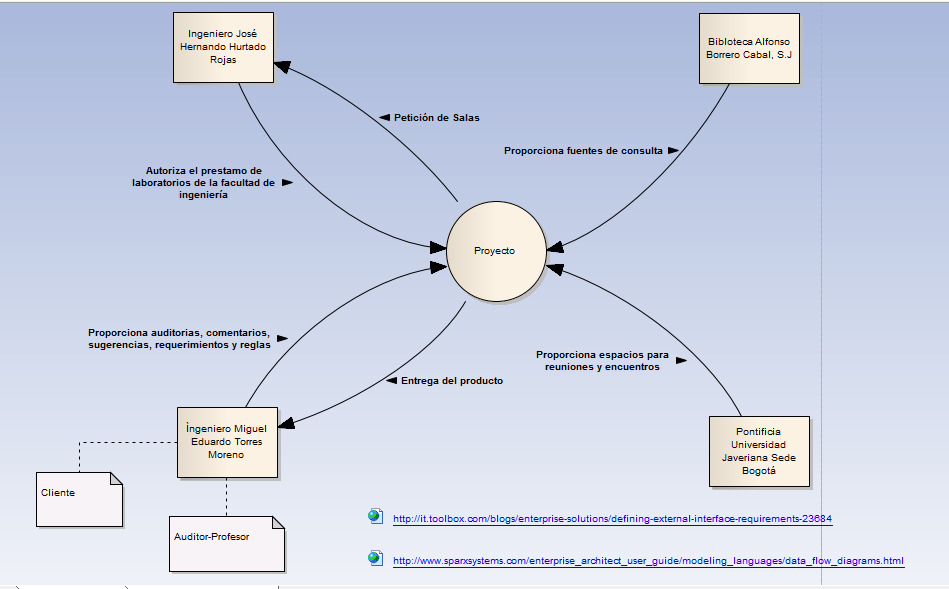 Ingeniero José
Hernando Hurtado
Rojas
Biblioteca Alfonso
Borrero Cabal, S.J
Petición de Salas
Proporciona fuentes de consulta
Autoriza el prestamo de
laboratorios de la facultad de
ingeniería
Proyecto
Proporciona auditorias, comentarios,
sugerencias, requerimientos y reglas
Proporciona espacios para
reuniones y encuentros
Entrega del producto
Ingeniero Miguel
Eduardo Torres
Moreno
Pontificia
Universidad
Javeriana Sede
Bogotá
Cliente
Auditor-Profesor
http://it.toolbox.com/blogs/enterprise-solutions/defining-external-interface-requirements-23684
http://www.sparxsystems.com/enterprise_architect_user_guide/modeling_languages/data_flow_diagrams.html